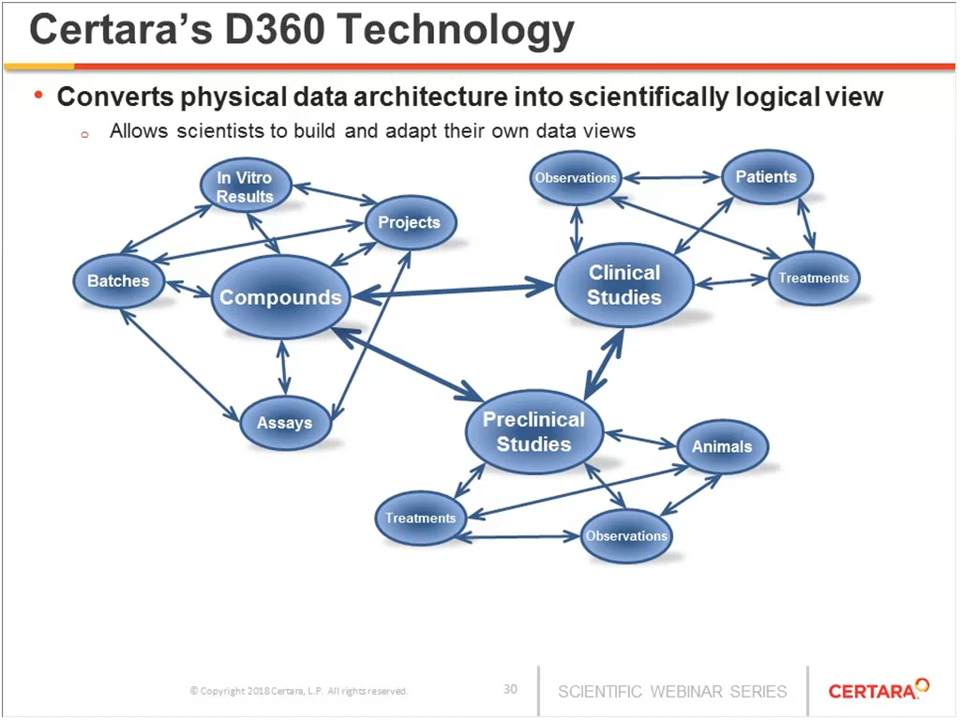 Certara's D360 Technology
• Converts physical data architecture into scientifically logical view
o Allows scientists to build and adapt their own data views
In Vitro
Results
Projects
Batches
Compounds
Assays
Observations
Patients
Clinical
Studies
Treatments
Preclinical
Studies
Animals
Treatments
Observations
© Copyright 2018 Certara, L.P. All rights reserved.
30
SCIENTIFIC WEBINAR SERIES
CERTARA